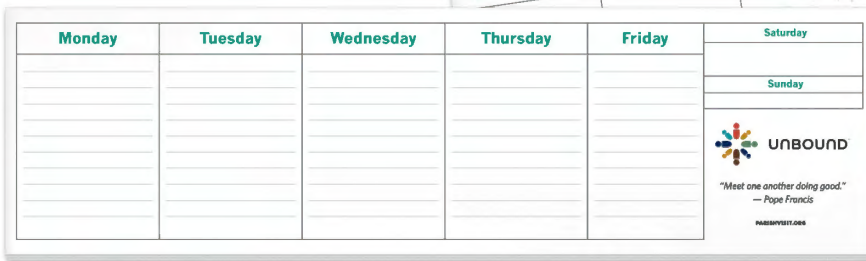 Monday
Tuesday
Wednesday
Thursday
Friday
Saturday
Sunday
UNBOUND
"Meet one another doing good."
— Pope Francis